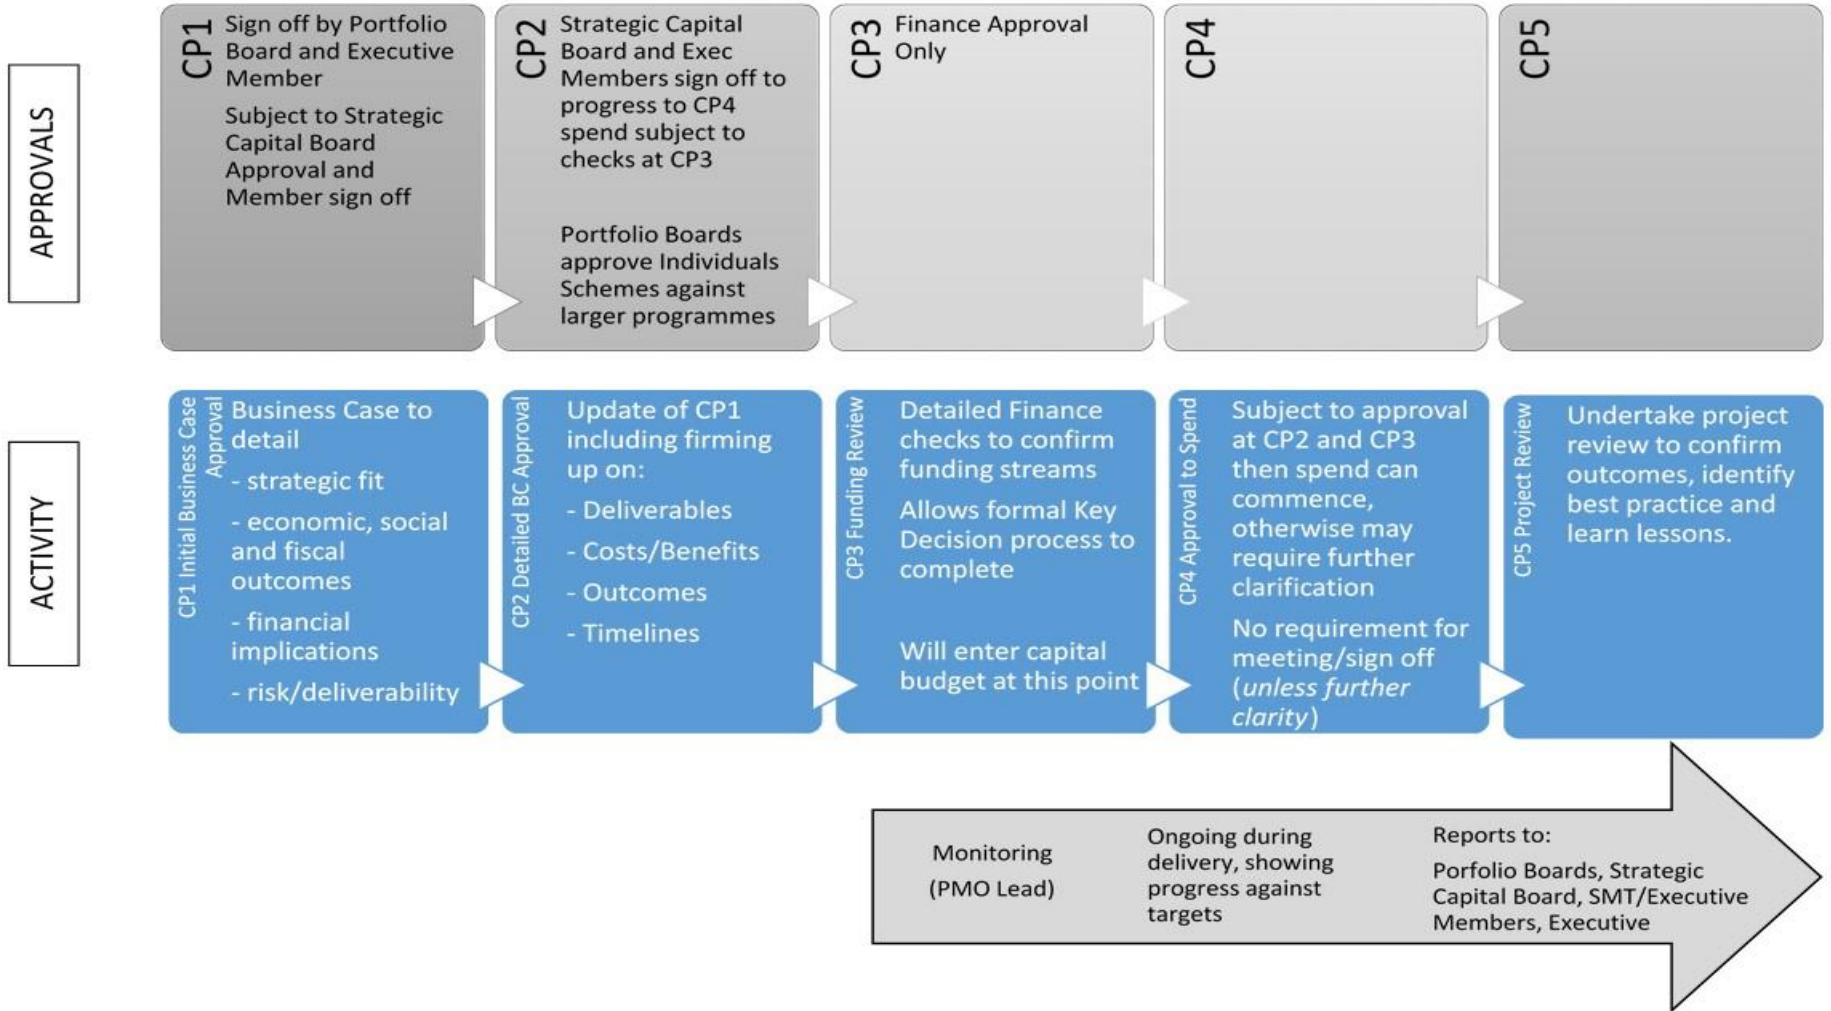 APPROVALS
CP1
Sign off by Portfolio
Board and Executive
Member
Subject to Strategic
Capital Board
Approval and
Member sign off
CP2
Strategic Capital
Board and Exec
Members sign off to
progress to CP4
spend subject to
checks at CP3
Portfolio Boards
approve Individuals
Schemes against
larger programmes
CP3
Finance Approval
Only
CP4
CP5
ACTIVITY
CP1 Initial Business Case
Approval
Business Case to
detail
- strategic fit
- economic, social
and fiscal
outcomes
- financial
implications
- risk/deliverability
CP2 Detailed BC Approval
Update of CP1
including firming
up on:
- Deliverables
- Costs/Benefits
- Outcomes
- Timelines
CP3 Funding Review
Detailed Finance
checks to confirm
funding streams
Allows formal Key
Decision process to
complete
Will enter capital
budget at this point
CP4 Approval to Spend
Subject to approval
at CP2 and CP3
then spend can
commence,
otherwise may
require further
clarification
No requirement for
meeting/sign off
(unless further
clarity)
CP5 Project Review
Undertake project
review to confirm
outcomes, identify
best practice and
learn lessons.
Monitoring
(PMO Lead)
Ongoing during
delivery, showing
progress against
targets
Reports to:
Porfolio Boards, Strategic
Capital Board, SMT/Executive
Members, Executive